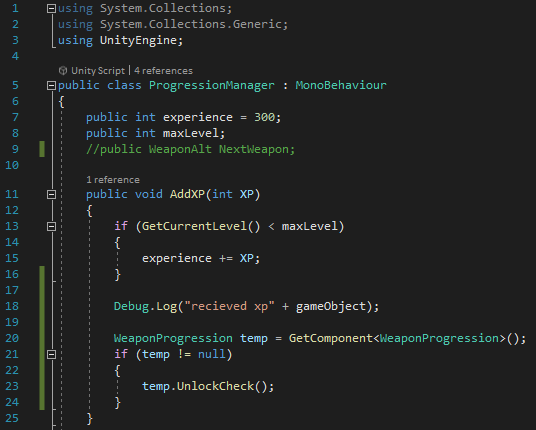 1 using System.Collections;
2 using System.Collections.Generic;
3 using UnityEngine;
4
Unity Script | 4 references
5 public class ProgressionManager : MonoBehaviour
6 {
7 public int experience = 300;
8 public int maxLevel;
9 //public WeaponAlt NextWeapon;
10
1 reference
11 public void AddXP(int XP)
12 {
13 if (GetCurrentLevel() < maxLevel)
14 {
15 experience += XP;
16 }
17
18 Debug.Log("recieved xp" + gameObject);
19
20 WeaponProgression temp = GetComponent<WeaponProgression>();
21 if (temp != null)
22 {
23 temp.UnlockCheck();
24 }
25 }